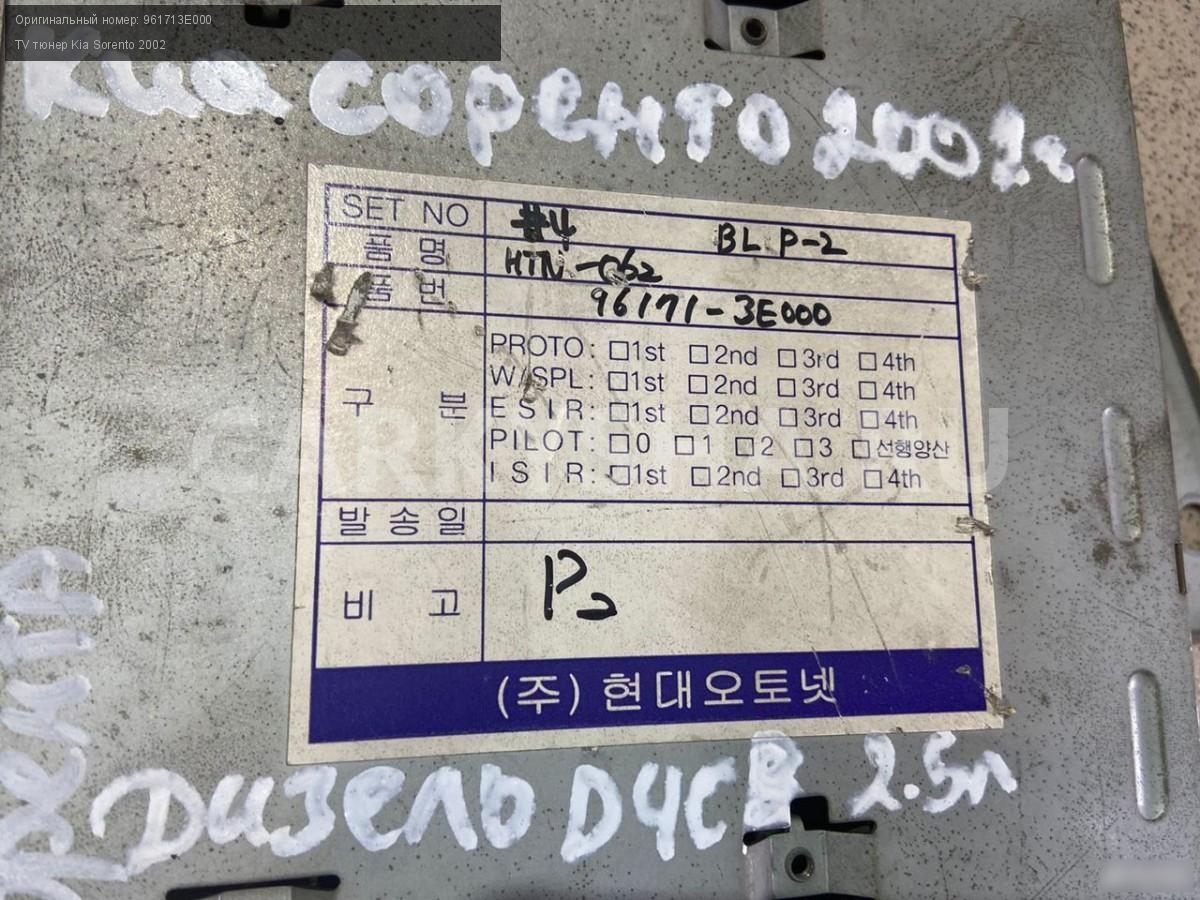 Оригинальный номер: 961713E000
TV тюнер Kia Sorento 2002
Киа Соренто 2002г
SET NO #4 BL P-2
품명 HTN-
품번 96171-3E000
구분
PROTO: □1st □2nd □3rd □4th
W/SPL: □1st □2nd □3rd □4th
ESIR: □1st □2nd □3rd □4th
PILOT: □0 □1 □2 □3 □선행양산
ISIR: □1st □2nd □3rd □4th
발송일
비고 P2
(주) 현대오토넷
Дизель D4CB 2.5л